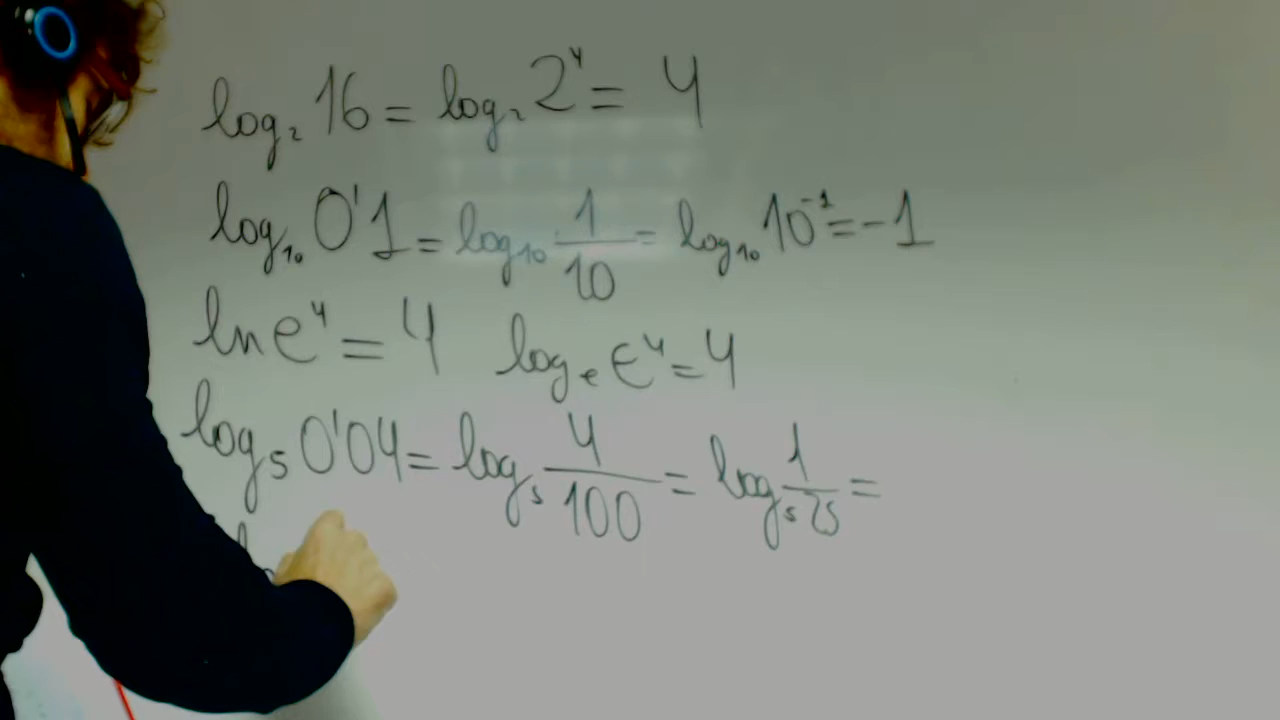 log₂ 16 = log₂ 2⁴ = 4
log₁₀ 0'1 = log₁₀ 1/10 = log₁₀ 10⁻¹ = -1
ln e⁴ = 4 logₑ e⁴ = 4
log₅ 0'04 = log₅ 4/100 = log₅ 1/25 =